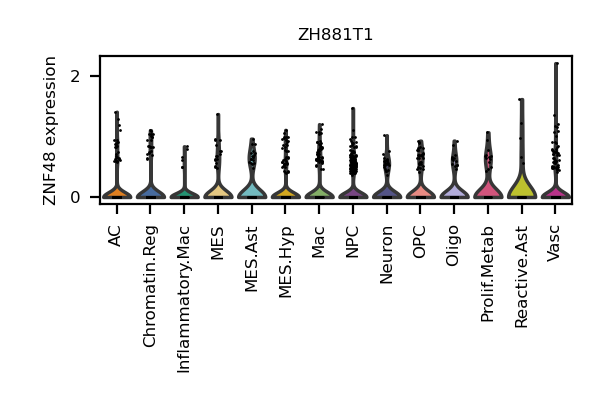 ZH881T1
ZNF48 expression
2
0
AC
Chromatin.Reg
Inflammatory.Mac
MES
MES.Ast
MES.Hyp
Mac
NPC
Neuron
OPC
Oligo
Prolif.Metab
Reactive.Ast
Vasc